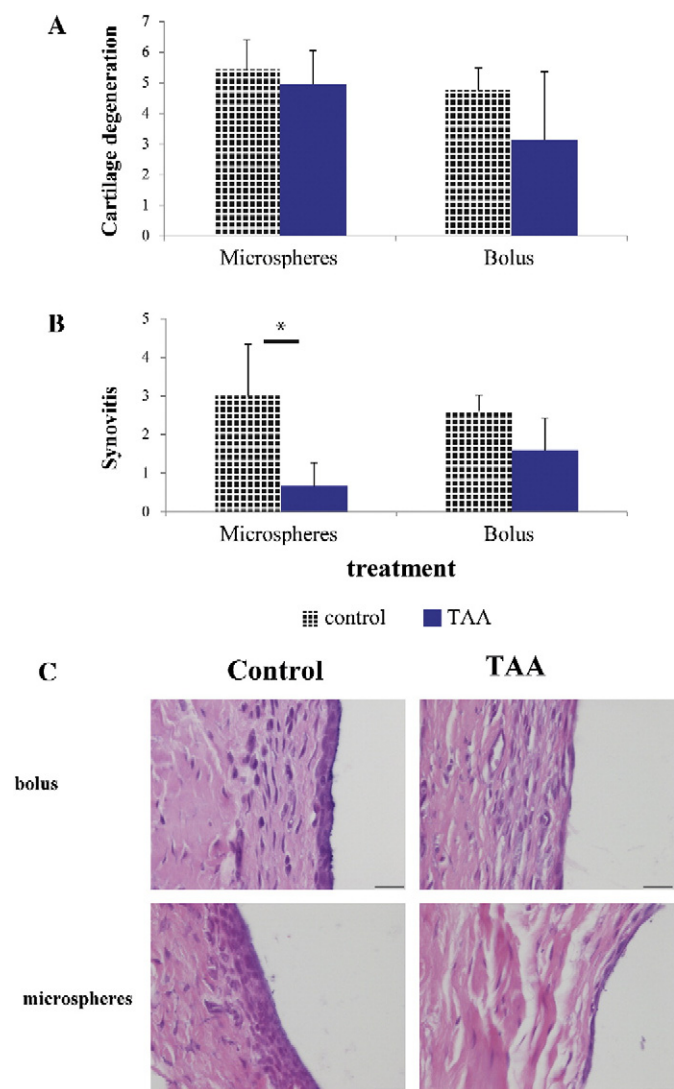 A
Cartilage degeneration
7
6
5
4
3
2
1
0
Microspheres Bolus
B
Synovitis
5
4
3
2
1
0
*
Microspheres Bolus
treatment
control TAA
C
Control TAA
bolus
microspheres